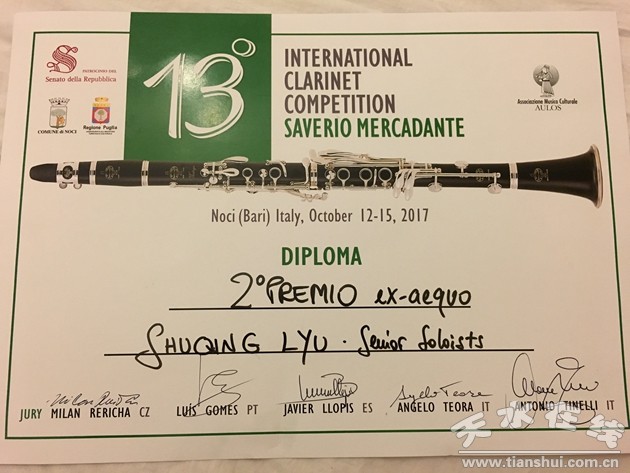 PATROCINIO DEL
Senato della Repubblica
COMUNE DI NOCI
Regione Puglia
13°
INTERNATIONAL
CLARINET
COMPETITION
SAVERIO MERCADANTE
Associazione Musico Culturale
AULOS
Noci (Bari) Italy, October 12-15, 2017
DIPLOMA
2° PREMIO ex-aequo
SHUQING LYU · Senior Soloists
JURY MILAN RERICHA CZ LUÍS GOMES PT JAVIER LLOPIS ES ANGELO TEORA IT ANTONIO TINELLI IT
天水在线
www.tianshui.com.cn